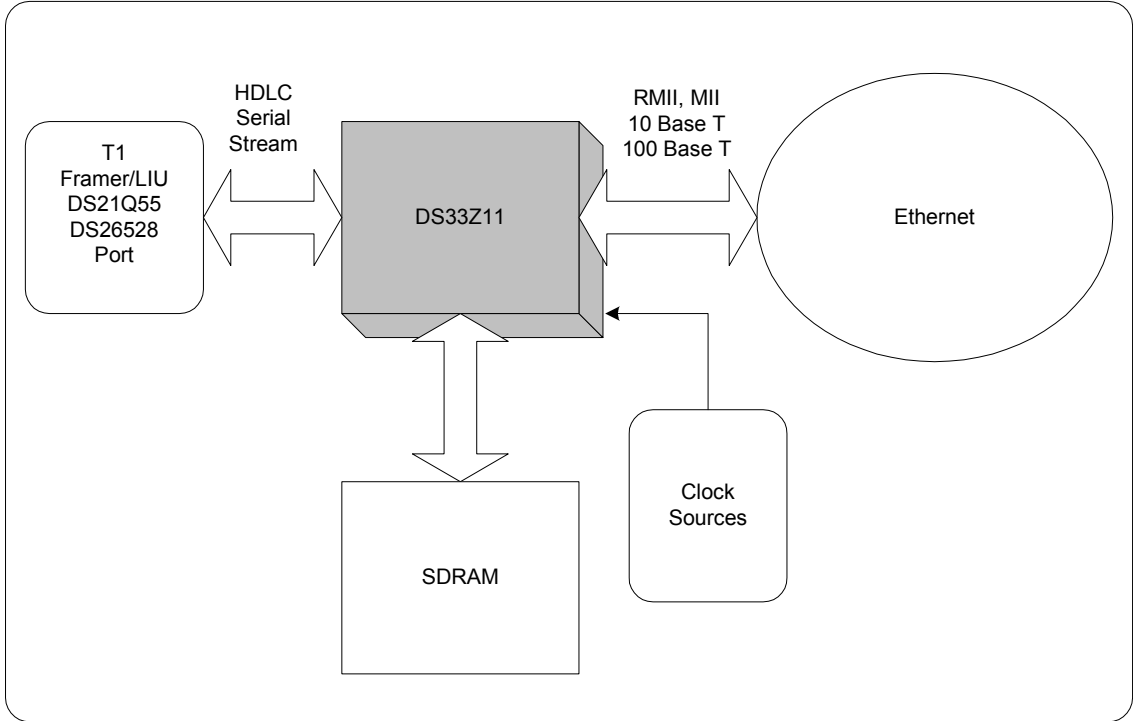 HDLC
Serial
Stream
RMII, MII
10 Base T
100 Base T
T1
Framer/LIU
DS21Q55
DS26528
Port
DS33Z11
Ethernet
Clock
Sources
SDRAM